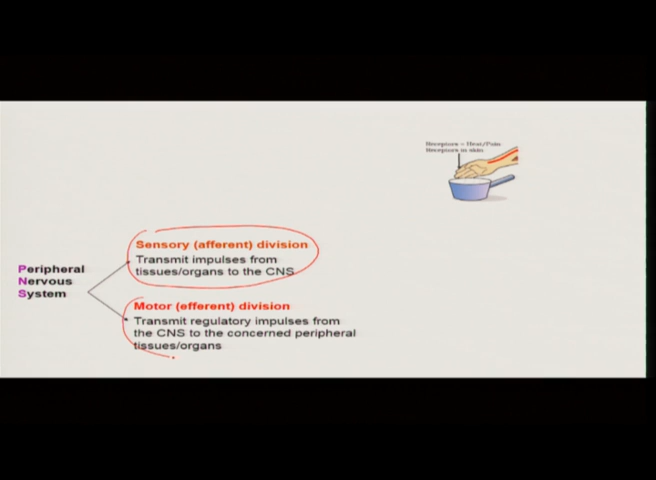 Receptors - Heat/Pain
Receptors in skin
Sensory (afferent) division
Transmit impulses from
tissues/organs to the CNS
Peripheral
Nervous
System
Motor (efferent) division
Transmit regulatory impulses from
the CNS to the concerned peripheral
tissues/organs